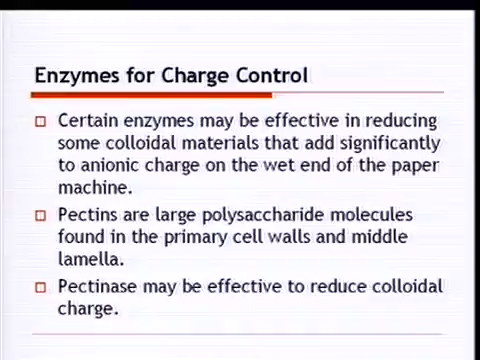 Enzymes for Charge Control
Certain enzymes may be effective in reducing
some colloidal materials that add significantly
to anionic charge on the wet end of the paper
machine.
Pectins are large polysaccharide molecules
found in the primary cell walls and middle
lamella.
Pectinase may be effective to reduce colloidal
charge.